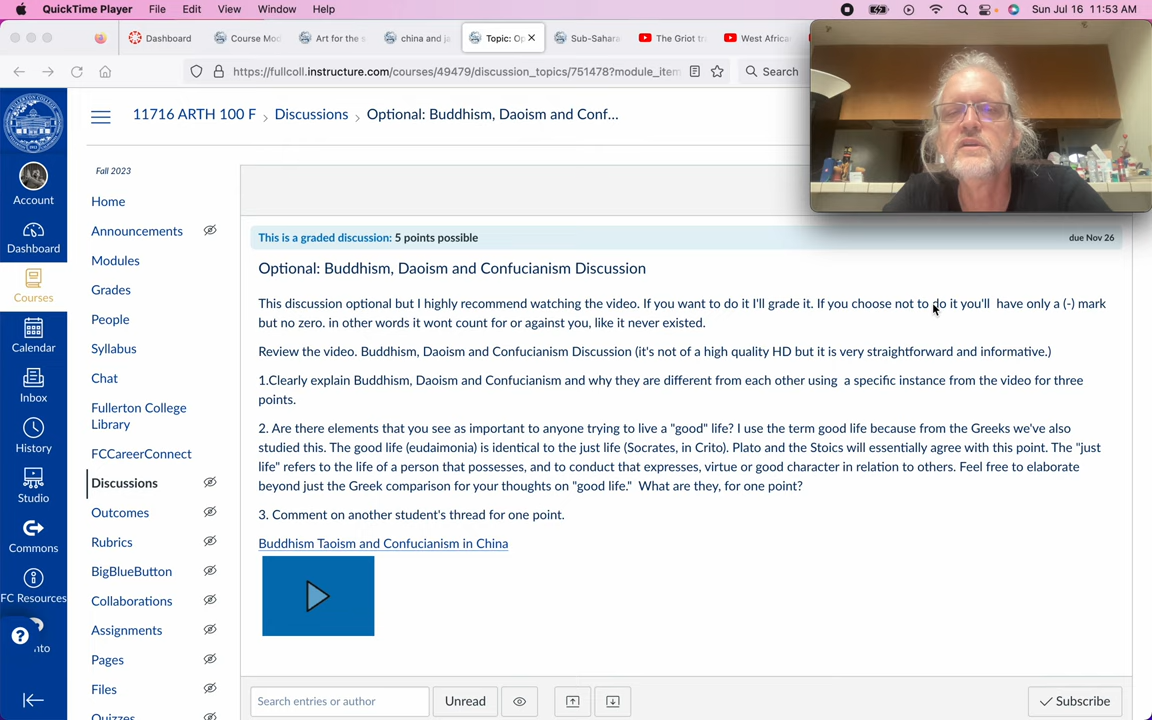 QuickTime Player File Edit View Window Help Sun Jul 16 11:53 AM
Dashboard Course Mo Art for the s china and ja Topic: Op Sub-Sahara The Griot tr West Africa
https://fullcoll.instructure.com/courses/49479/discussion_topics/751478?module_item Search
11716 ARTH 100 F › Discussions › Optional: Buddhism, Daoism and Conf...
Account
Dashboard
Courses
Calendar
Inbox
History
Studio
Commons
FC Resources
?
nto
Fall 2023
Home
Announcements
Modules
Grades
People
Syllabus
Chat
Fullerton College
Library
FCCareerConnect
Discussions
Outcomes
Rubrics
BigBlueButton
Collaborations
Assignments
Pages
Files
Quizzes
This is a graded discussion: 5 points possible due Nov 26
Optional: Buddhism, Daoism and Confucianism Discussion
This discussion optional but I highly recommend watching the video. If you want to do it I'll grade it. If you choose not to do it you'll have only a (-) mark
but no zero. in other words it wont count for or against you, like it never existed.
Review the video. Buddhism, Daoism and Confucianism Discussion (it's not of a high quality HD but it is very straightforward and informative.)
1.Clearly explain Buddhism, Daoism and Confucianism and why they are different from each other using a specific instance from the video for three
points.
2. Are there elements that you see as important to anyone trying to live a "good" life? I use the term good life because from the Greeks we've also
studied this. The good life (eudaimonia) is identical to the just life (Socrates, in Crito). Plato and the Stoics will essentially agree with this point. The "just
life" refers to the life of a person that possesses, and to conduct that expresses, virtue or good character in relation to others. Feel free to elaborate
beyond just the Greek comparison for your thoughts on "good life." What are they, for one point?
3. Comment on another student's thread for one point.
Buddhism Taoism and Confucianism in China
Search entries or author Unread Subscribe